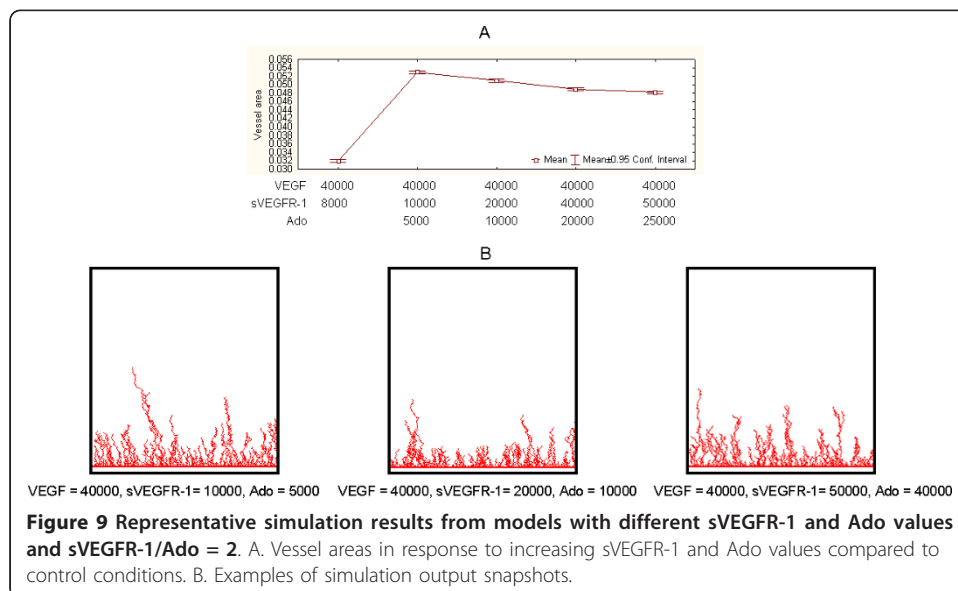 A
Vessel area
0.056
0.054
0.052
0.050
0.048
0.046
0.044
0.042
0.040
0.038
0.036
0.034
0.032
0.030
Mean Mean±0.95 Conf. Interval
VEGF 40000 40000 40000 40000 40000
sVEGFR-1 8000 10000 20000 40000 50000
Ado 5000 10000 20000 25000
B
VEGF = 40000, sVEGFR-1= 10000, Ado = 5000
VEGF = 40000, sVEGFR-1= 20000, Ado = 10000
VEGF = 40000, sVEGFR-1= 50000, Ado = 40000
Figure 9 Representative simulation results from models with different sVEGFR-1 and Ado values
and sVEGFR-1/Ado = 2. A. Vessel areas in response to increasing sVEGFR-1 and Ado values compared to
control conditions. B. Examples of simulation output snapshots.